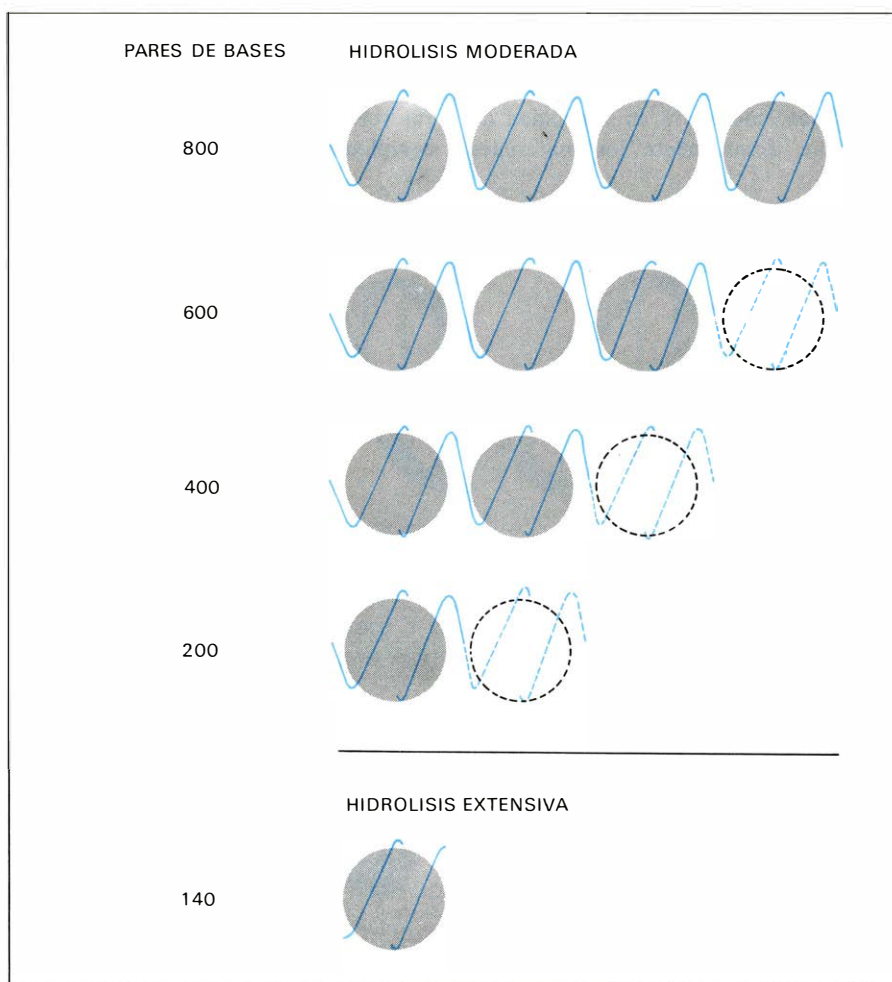 PARES DE BASES HIDROLISIS MODERADA
800
600
400
200
HIDROLISIS EXTENSIVA
140